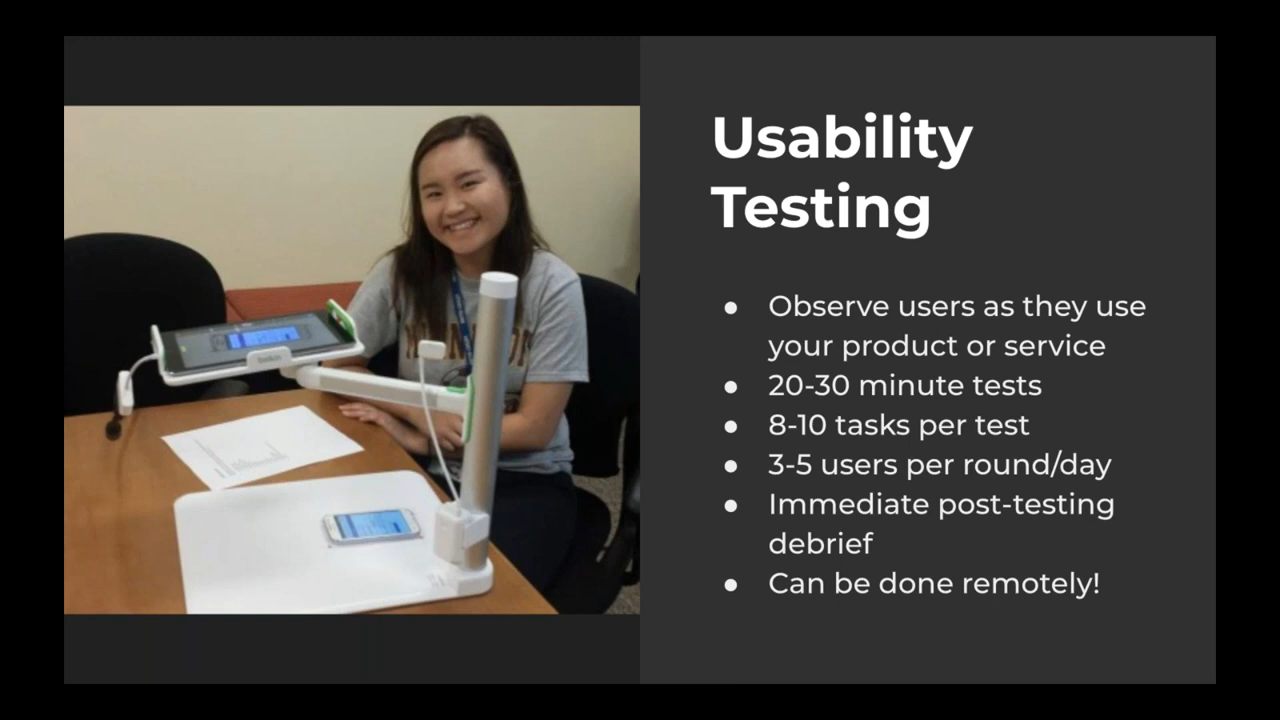 Usability
Testing
● Observe users as they use
your product or service
● 20-30 minute tests
● 8-10 tasks per test
● 3-5 users per round/day
● Immediate post-testing
debrief
● Can be done remotely!
belkin